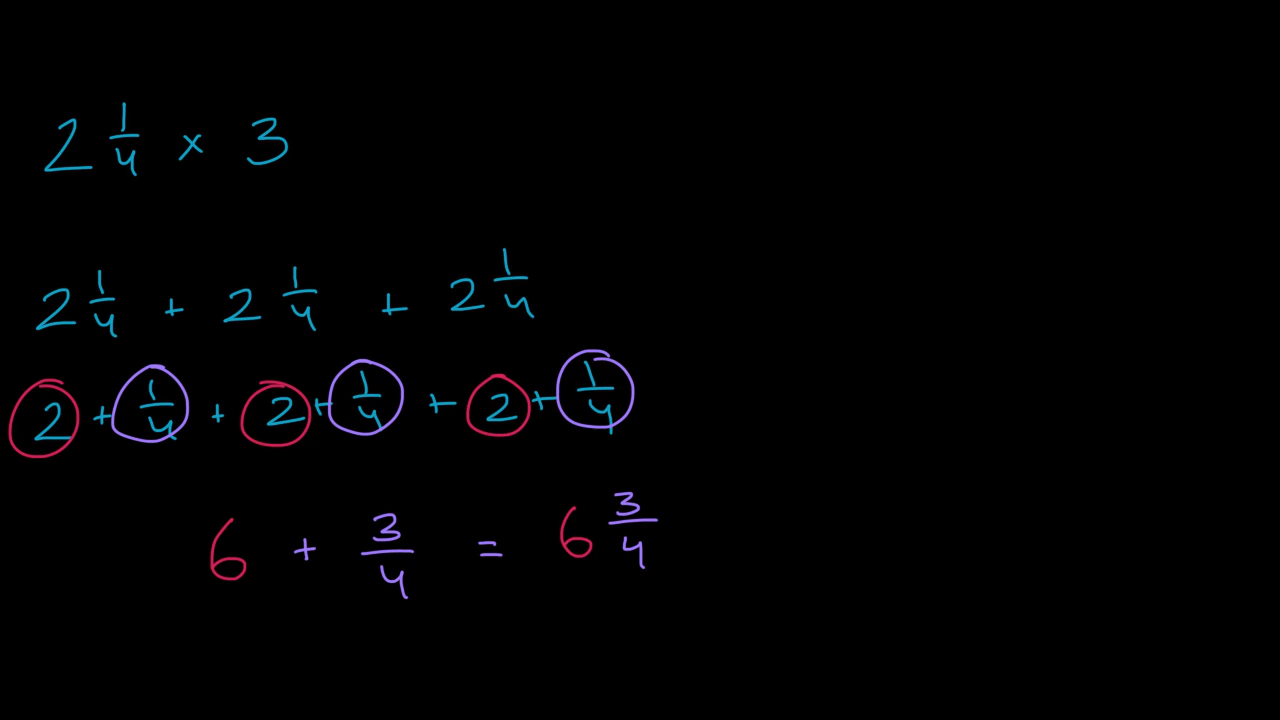 2 1/4 × 3
2 1/4 + 2 1/4 + 2 1/4
2 + 1/4 + 2 + 1/4 + 2 + 1/4
6 + 3/4 = 6 3/4